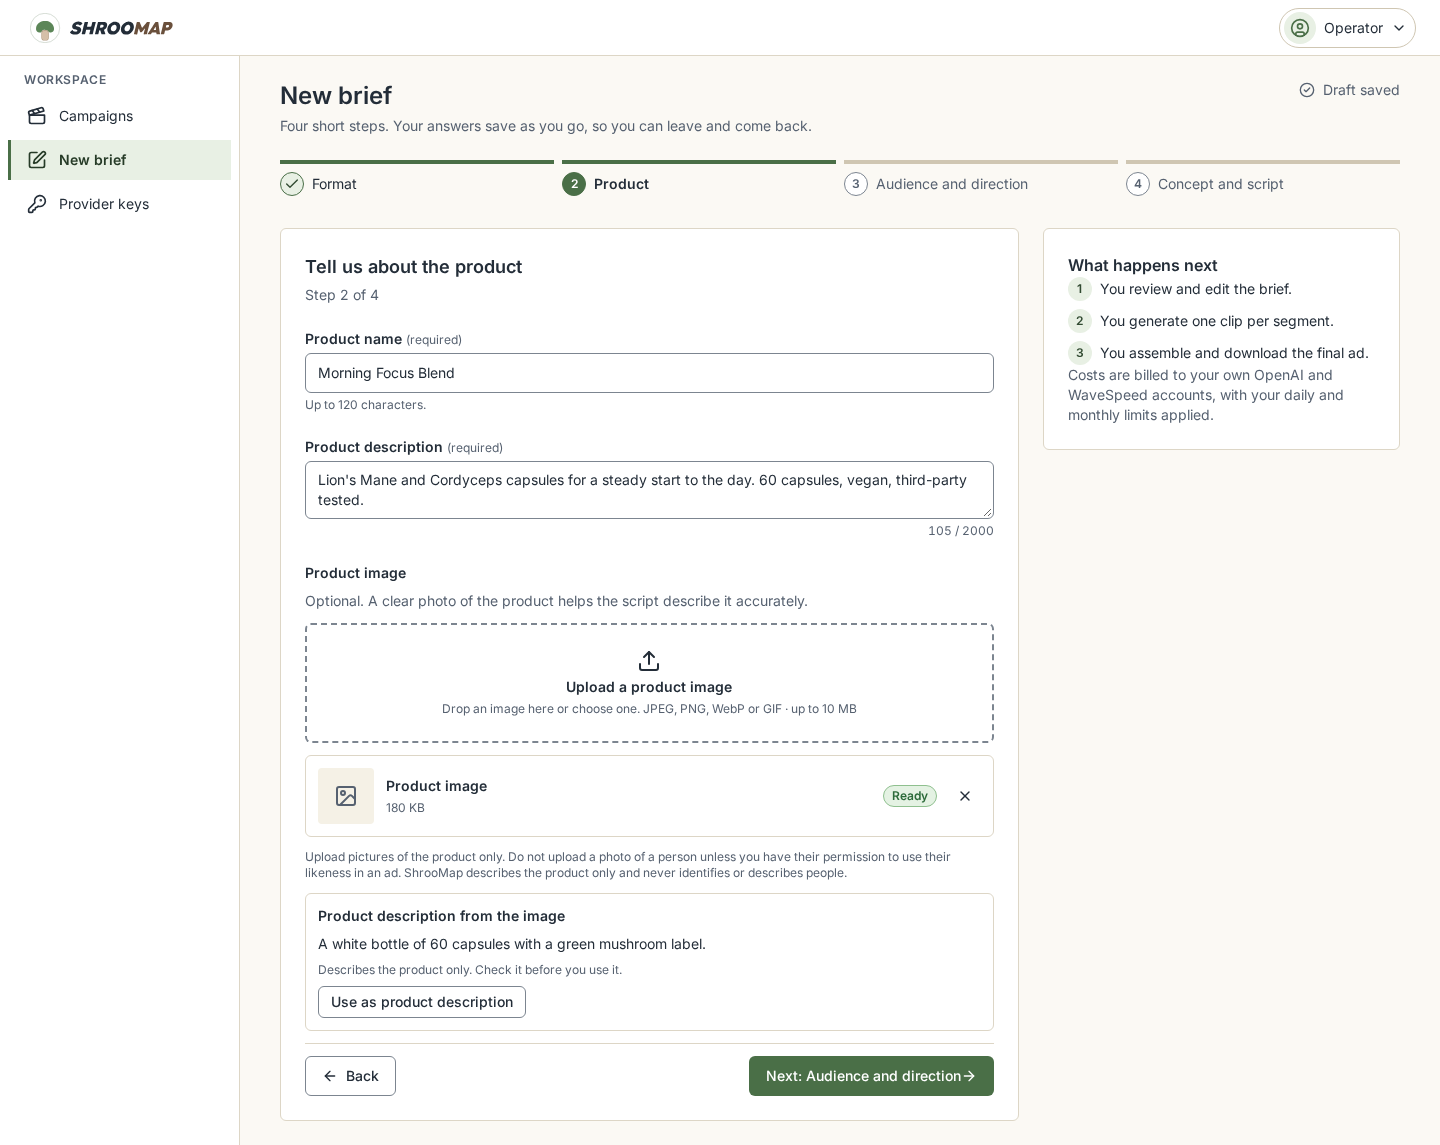 SHROOMAP
Operator
WORKSPACE
Campaigns
New brief
Provider keys
New brief
Draft saved
Four short steps. Your answers save as you go, so you can leave and come back.
Format
2 Product
3 Audience and direction
4 Concept and script
Tell us about the product
Step 2 of 4
Product name (required)
Morning Focus Blend
Up to 120 characters.
Product description (required)
Lion's Mane and Cordyceps capsules for a steady start to the day. 60 capsules, vegan, third-party
tested.
105 / 2000
Product image
Optional. A clear photo of the product helps the script describe it accurately.
Upload a product image
Drop an image here or choose one. JPEG, PNG, WebP or GIF · up to 10 MB
Product image
180 KB
Ready
Upload pictures of the product only. Do not upload a photo of a person unless you have their permission to use their
likeness in an ad. ShrooMap describes the product only and never identifies or describes people.
Product description from the image
A white bottle of 60 capsules with a green mushroom label.
Describes the product only. Check it before you use it.
Use as product description
Back
Next: Audience and direction
What happens next
1 You review and edit the brief.
2 You generate one clip per segment.
3 You assemble and download the final ad.
Costs are billed to your own OpenAI and
WaveSpeed accounts, with your daily and
monthly limits applied.